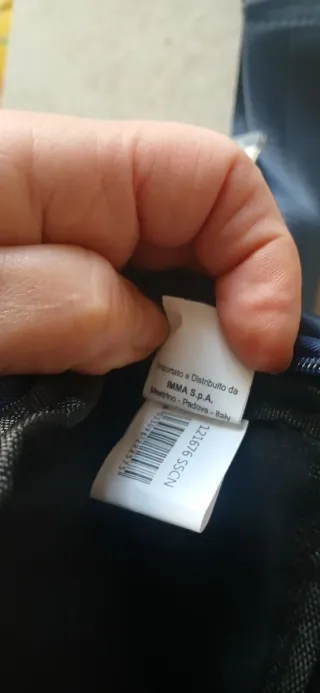 Importato e Distribuito da
IMMA S.p.A.
Mestrino - Padova - Italy
121676 SSCN